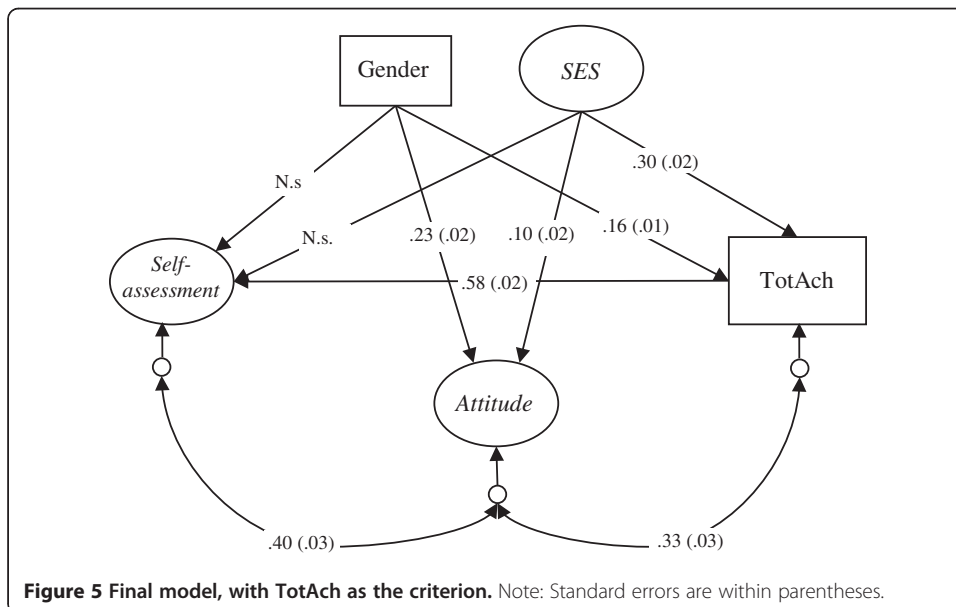 Gender
SES
.30 (.02)
N.s
N.s.
.23 (.02)
.10 (.02)
.16 (.01)
Self-
assessment
.58 (.02)
TotAch
Attitude
.40 (.03)
.33 (.03)
Figure 5 Final model, with TotAch as the criterion. Note: Standard errors are within parentheses.